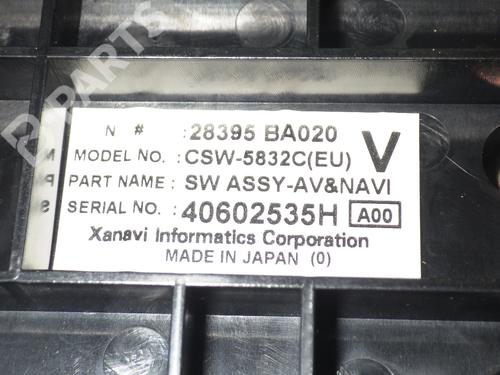 B PARTS
N # : 28395 BA020
MODEL NO. : CSW-5832C(EU) V
PART NAME : SW ASSY-AV&NAVI
SERIAL NO. : 40602535H A00
Xanavi Informatics Corporation
MADE IN JAPAN (0)